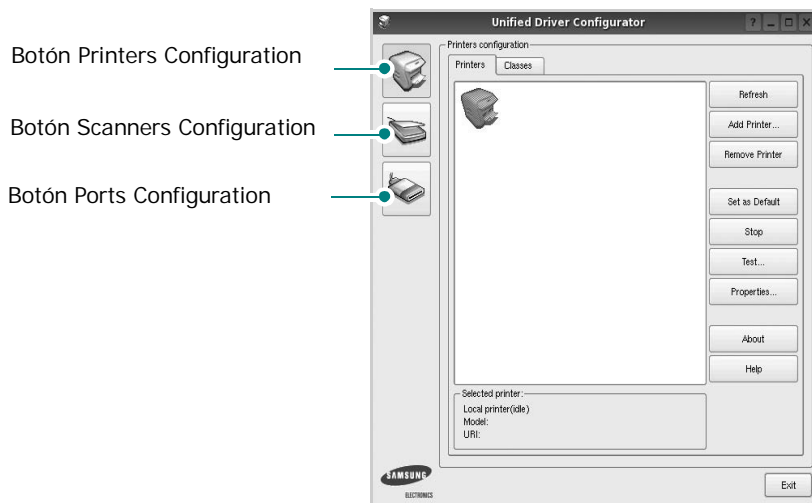 Unified Driver Configurator
Botón Printers Configuration
Botón Scanners Configuration
Botón Ports Configuration
Printers configuration
Printers
Classes
Refresh
Add Printer...
Remove Printer
Set as Default
Stop
Test...
Properties...
About
Help
Selected printer:
Local printer(idle)
Model:
URI:
SAMSUNG
ELECTRONICS
Exit